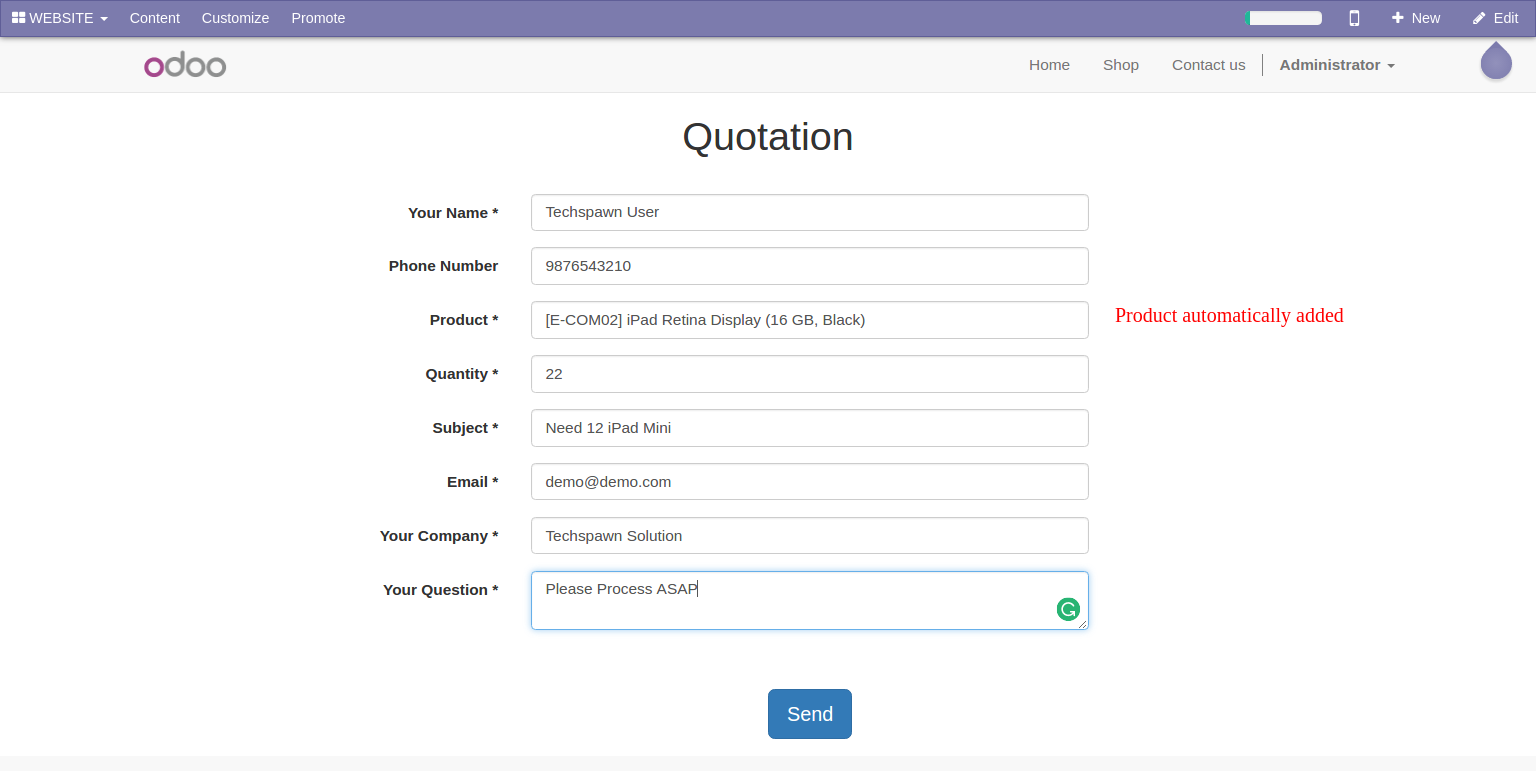 WEBSITE Content Customize Promote New Edit
odoo Home Shop Contact us Administrator
Quotation
Your Name * Techspawn User
Phone Number 9876543210
Product * [E-COM02] iPad Retina Display (16 GB, Black) Product automatically added
Quantity * 22
Subject * Need 12 iPad Mini
Email * demo@demo.com
Your Company * Techspawn Solution
Your Question * Please Process ASAP
Send